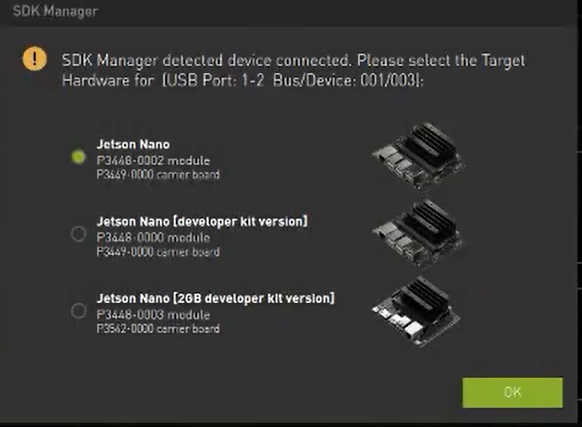 SDK Manager
SDK Manager detected device connected. Please select the Target
Hardware for (USB Port: 1-2 Bus/Device: 001/003):
Jetson Nano
P3448-0002 module
P3449-0000 carrier board
Jetson Nano [developer kit version]
P3448-0000 module
P3449-0000 carrier board
Jetson Nano [2GB developer kit version]
P3448-0003 module
P3542-0000 carrier board
OK